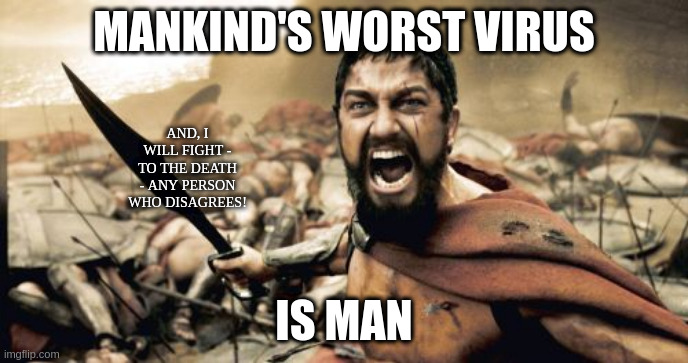 MANKIND'S WORST VIRUS
AND, I
WILL FIGHT -
TO THE DEATH
- ANY PERSON
WHO DISAGREES!
IS MAN
imgflip.com